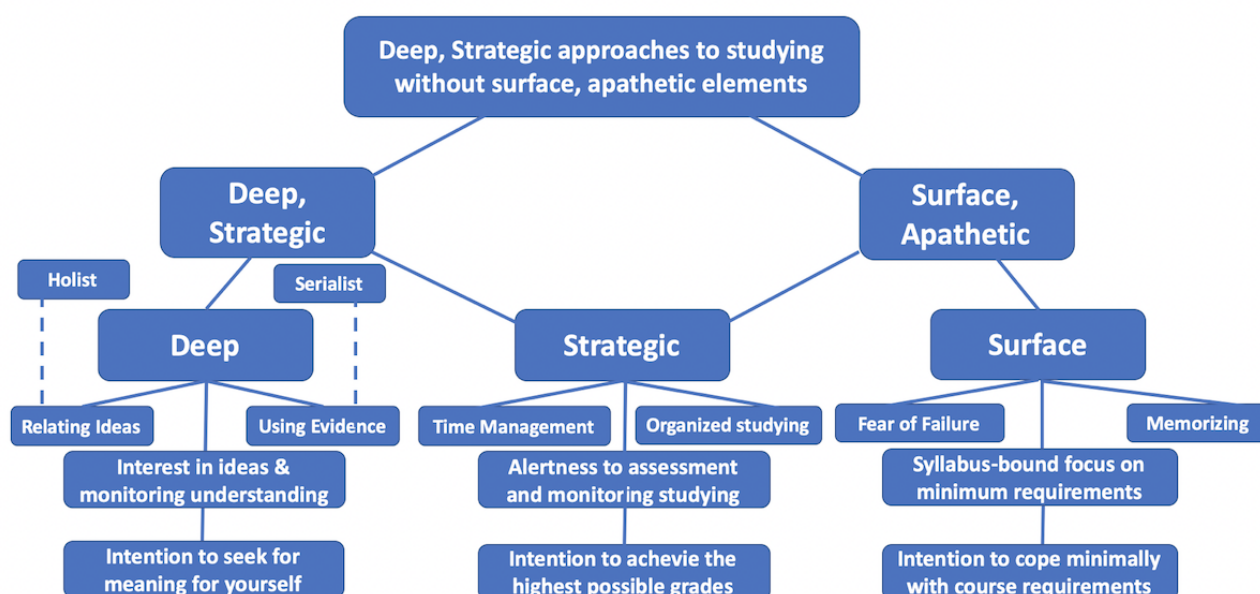 Deep, Strategic approaches to studying
without surface, apathetic elements
Deep,
Strategic
Surface,
Apathetic
Holist
Serialist
Deep
Strategic
Surface
Relating Ideas
Using Evidence
Time Management
Organized studying
Fear of Failure
Memorizing
Interest in ideas &
monitoring understanding
Alertness to assessment
and monitoring studying
Syllabus-bound focus on
minimum requirements
Intention to seek for
meaning for yourself
Intention to achevie the
highest possible grades
Intention to cope minimally
with course requirements